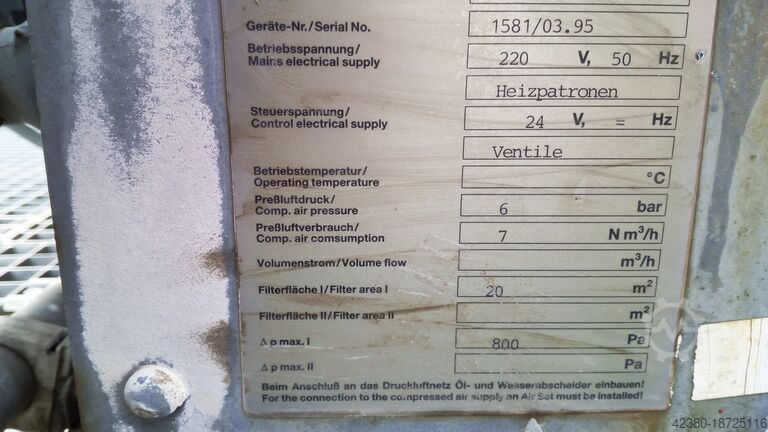 Geräte-Nr./Serial No. 1581/03.95
Betriebsspannung/
Mains electrical supply 220 V, 50 Hz
Heizpatronen
Steuerspannung/
Control electrical supply 24 V, = Hz
Ventile
Betriebstemperatur/
Operating temperature °C
Preßluftdruck/
Comp. air pressure 6 bar
Preßluftverbrauch/
Comp. air comsumption 7 N m³/h
Volumenstrom/Volume flow m³/h
Filterfläche I/Filter area I 20 m²
Filterfläche II/Filter area II m²
Δ p max. I 800 Pa
Δ p max. II Pa
Beim Anschluß an das Druckluftnetz Öl- und Wasserabscheider einbauen!
For the connection to the compressed air supply an Air Set must be installed!
42380-18725116